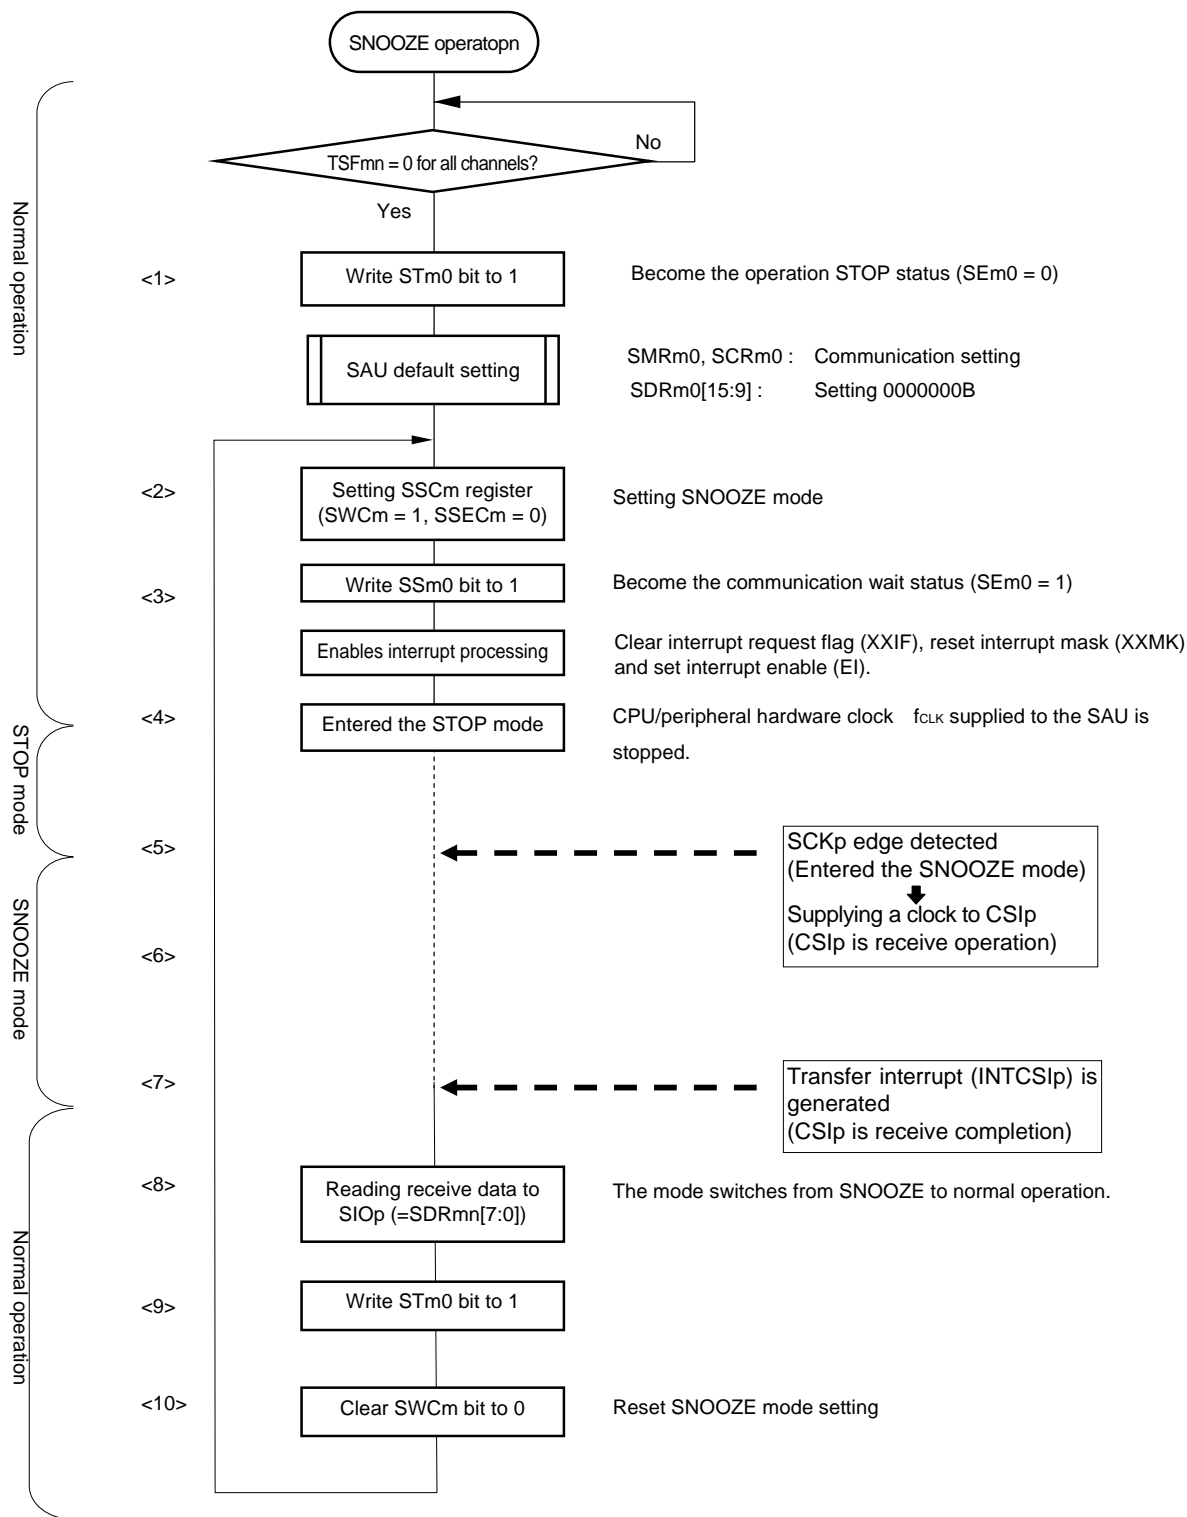 SNOOZE operatopn
No
TSFmn = 0 for all channels?
Yes
Normal operation
<1>
Write STm0 bit to 1
Become the operation STOP status (SEm0 = 0)
SAU default setting
SMRm0, SCRm0 : Communication setting
SDRm0[15:9] : Setting 0000000B
<2>
Setting SSCm register
(SWCm = 1, SSECm = 0)
Setting SNOOZE mode
<3>
Write SSm0 bit to 1
Become the communication wait status (SEm0 = 1)
Enables interrupt processing
Clear interrupt request flag (XXIF), reset interrupt mask (XXMK)
and set interrupt enable (EI).
<4>
Entered the STOP mode
CPU/peripheral hardware clock fCLK supplied to the SAU is
stopped.
STOP mode
<5>
SCKp edge detected
(Entered the SNOOZE mode)
Supplying a clock to CSIp
(CSIp is receive operation)
SNOOZE mode
<6>
<7>
Transfer interrupt (INTCSIp) is
generated
(CSIp is receive completion)
<8>
Reading receive data to
SIOp (=SDRmn[7:0])
The mode switches from SNOOZE to normal operation.
Normal operation
<9>
Write STm0 bit to 1
<10>
Clear SWCm bit to 0
Reset SNOOZE mode setting